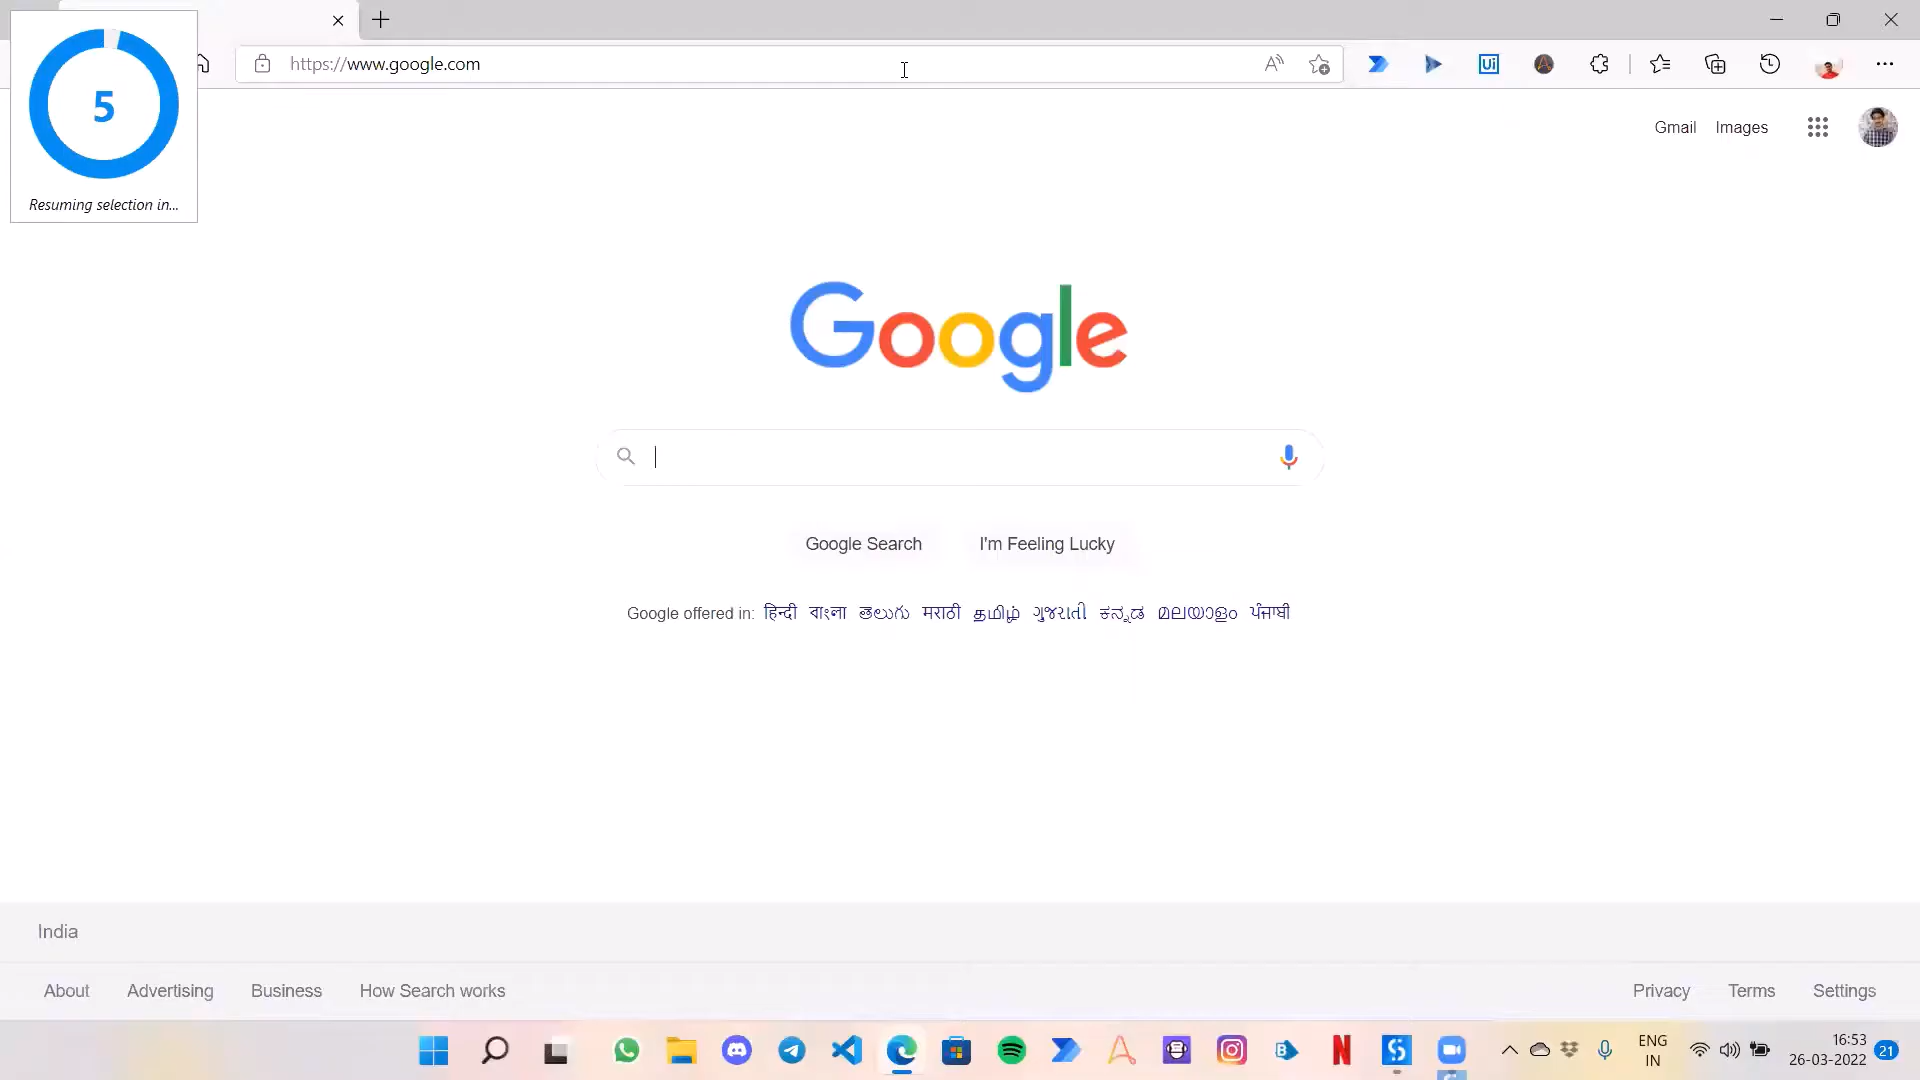 https://www.google.com
Ui
5
Resuming selection in...
Gmail Images
Google
Google Search I'm Feeling Lucky
Google offered in: हिन्दी বাংলা తెలుగు मराठी தமிழ் ગુજરાતી ಕನ್ನಡ മലയാളം ਪੰਜਾਬੀ
India
About Advertising Business How Search works Privacy Terms Settings
ENG 16:53
IN 26-03-2022 21